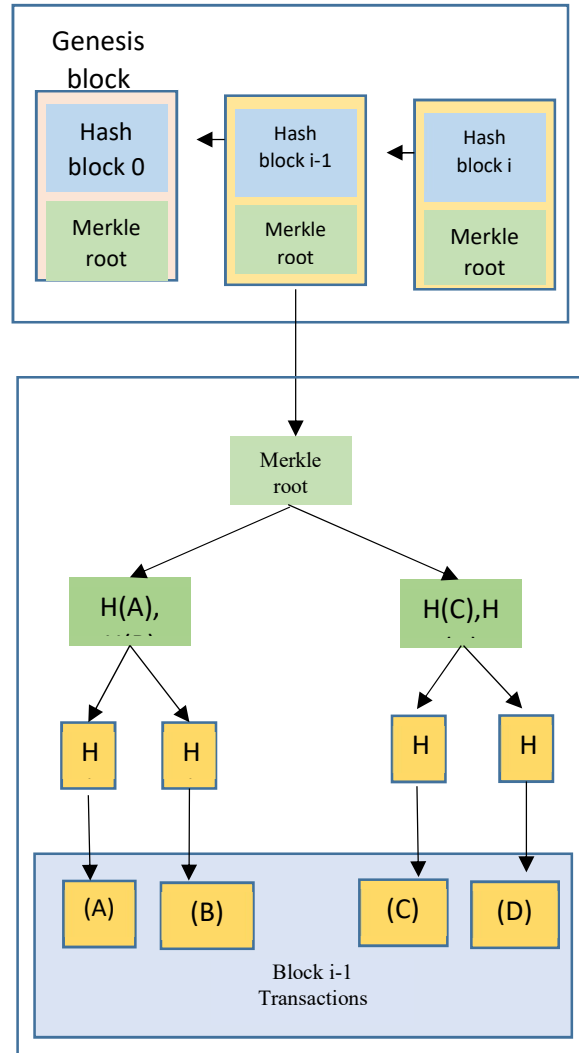 Genesis
block
Hash
block 0
Merkle
root
Hash
block i-1
Merkle
root
Hash
block i
Merkle
root
Merkle
root
H(A),
H(C),H
H
H
H
H
(A)
(B)
(C)
(D)
Block i-1
Transactions